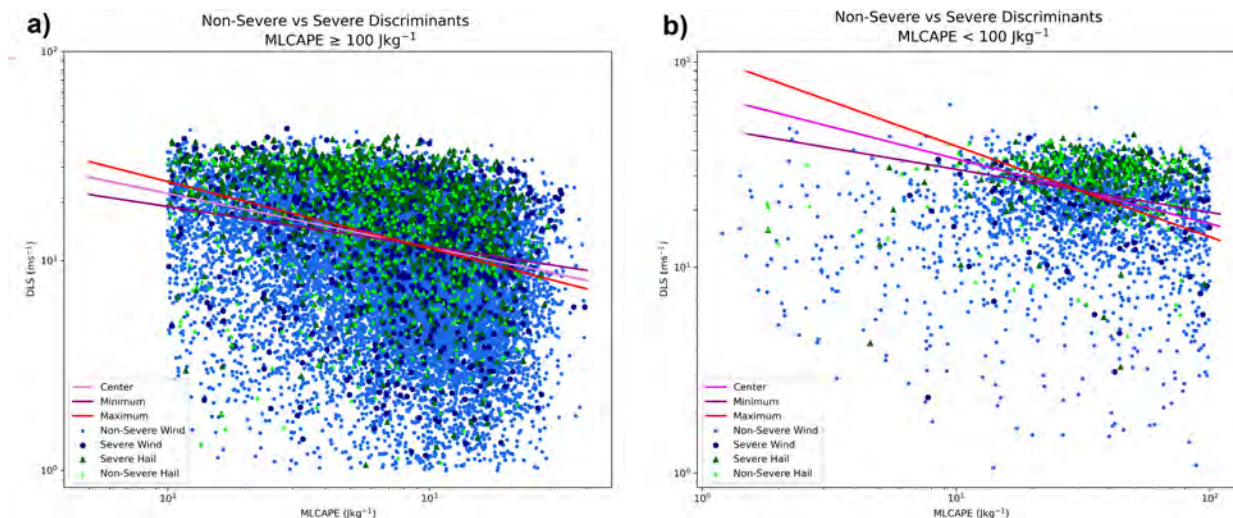 a)
Non-Severe vs Severe Discriminants
MLCAPE ≥ 100 Jkg⁻¹
10²
10¹
10⁰
DLS (ms⁻¹)
Center
Minimum
Maximum
Non-Severe Wind
Severe Wind
Severe Hail
Non-Severe Hail
10² 10³
MLCAPE (Jkg⁻¹)
b)
Non-Severe vs Severe Discriminants
MLCAPE < 100 Jkg⁻¹
10²
10¹
10⁰
DLS (ms⁻¹)
Center
Minimum
Maximum
Non-Severe Wind
Severe Wind
Severe Hail
Non-Severe Hail
10⁰ 10¹ 10²
MLCAPE (Jkg⁻¹)